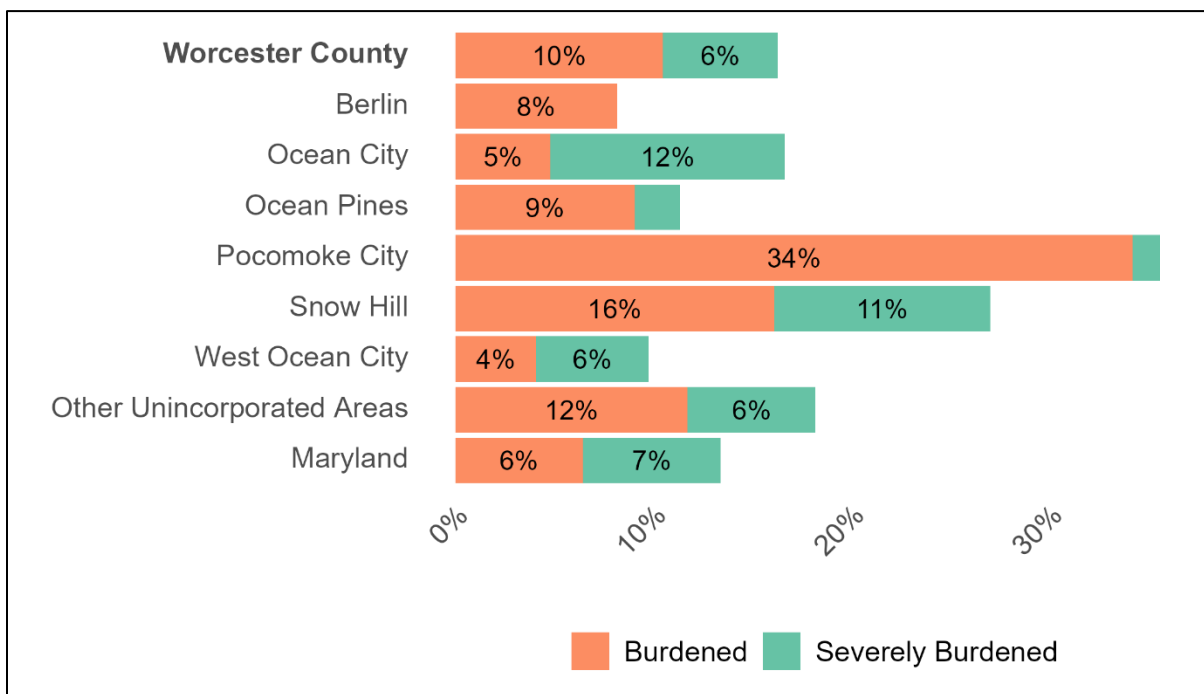 Worcester County 10% 6%
Berlin 8%
Ocean City 5% 12%
Ocean Pines 9%
Pocomoke City 34%
Snow Hill 16% 11%
West Ocean City 4% 6%
Other Unincorporated Areas 12% 6%
Maryland 6% 7%
0% 10% 20% 30%
Burdened Severely Burdened